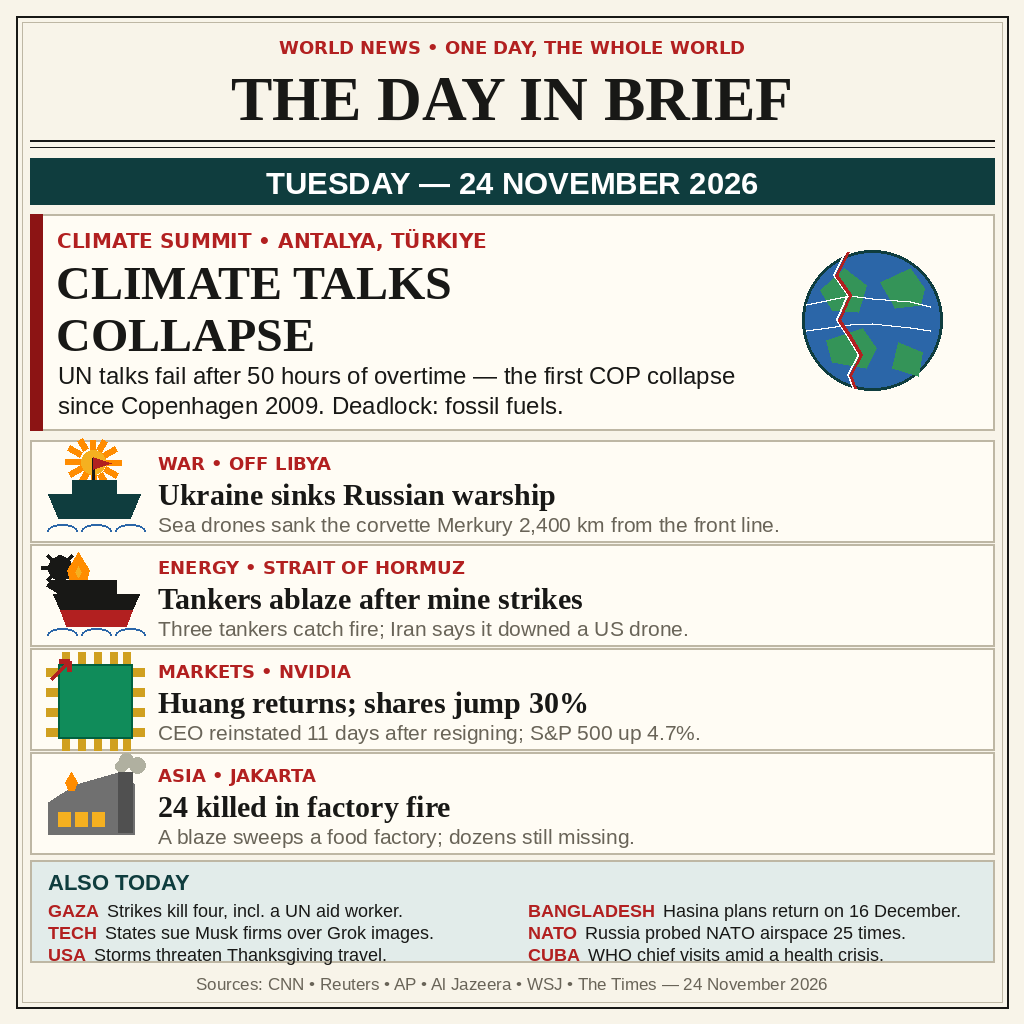 WORLD NEWS • ONE DAY, THE WHOLE WORLD
THE DAY IN BRIEF
TUESDAY — 24 NOVEMBER 2026
CLIMATE SUMMIT • ANTALYA, TÜRKIYE
CLIMATE TALKS
COLLAPSE
UN talks fail after 50 hours of overtime — the first COP collapse
since Copenhagen 2009. Deadlock: fossil fuels.
WAR • OFF LIBYA
Ukraine sinks Russian warship
Sea drones sank the corvette Merkury 2,400 km from the front line.
ENERGY • STRAIT OF HORMUZ
Tankers ablaze after mine strikes
Three tankers catch fire; Iran says it downed a US drone.
MARKETS • NVIDIA
Huang returns; shares jump 30%
CEO reinstated 11 days after resigning; S&P 500 up 4.7%.
ASIA • JAKARTA
24 killed in factory fire
A blaze sweeps a food factory; dozens still missing.
ALSO TODAY
GAZA Strikes kill four, incl. a UN aid worker.
TECH States sue Musk firms over Grok images.
USA Storms threaten Thanksgiving travel.
BANGLADESH Hasina plans return on 16 December.
NATO Russia probed NATO airspace 25 times.
CUBA WHO chief visits amid a health crisis.
Sources: CNN • Reuters • AP • Al Jazeera • WSJ • The Times — 24 November 2026